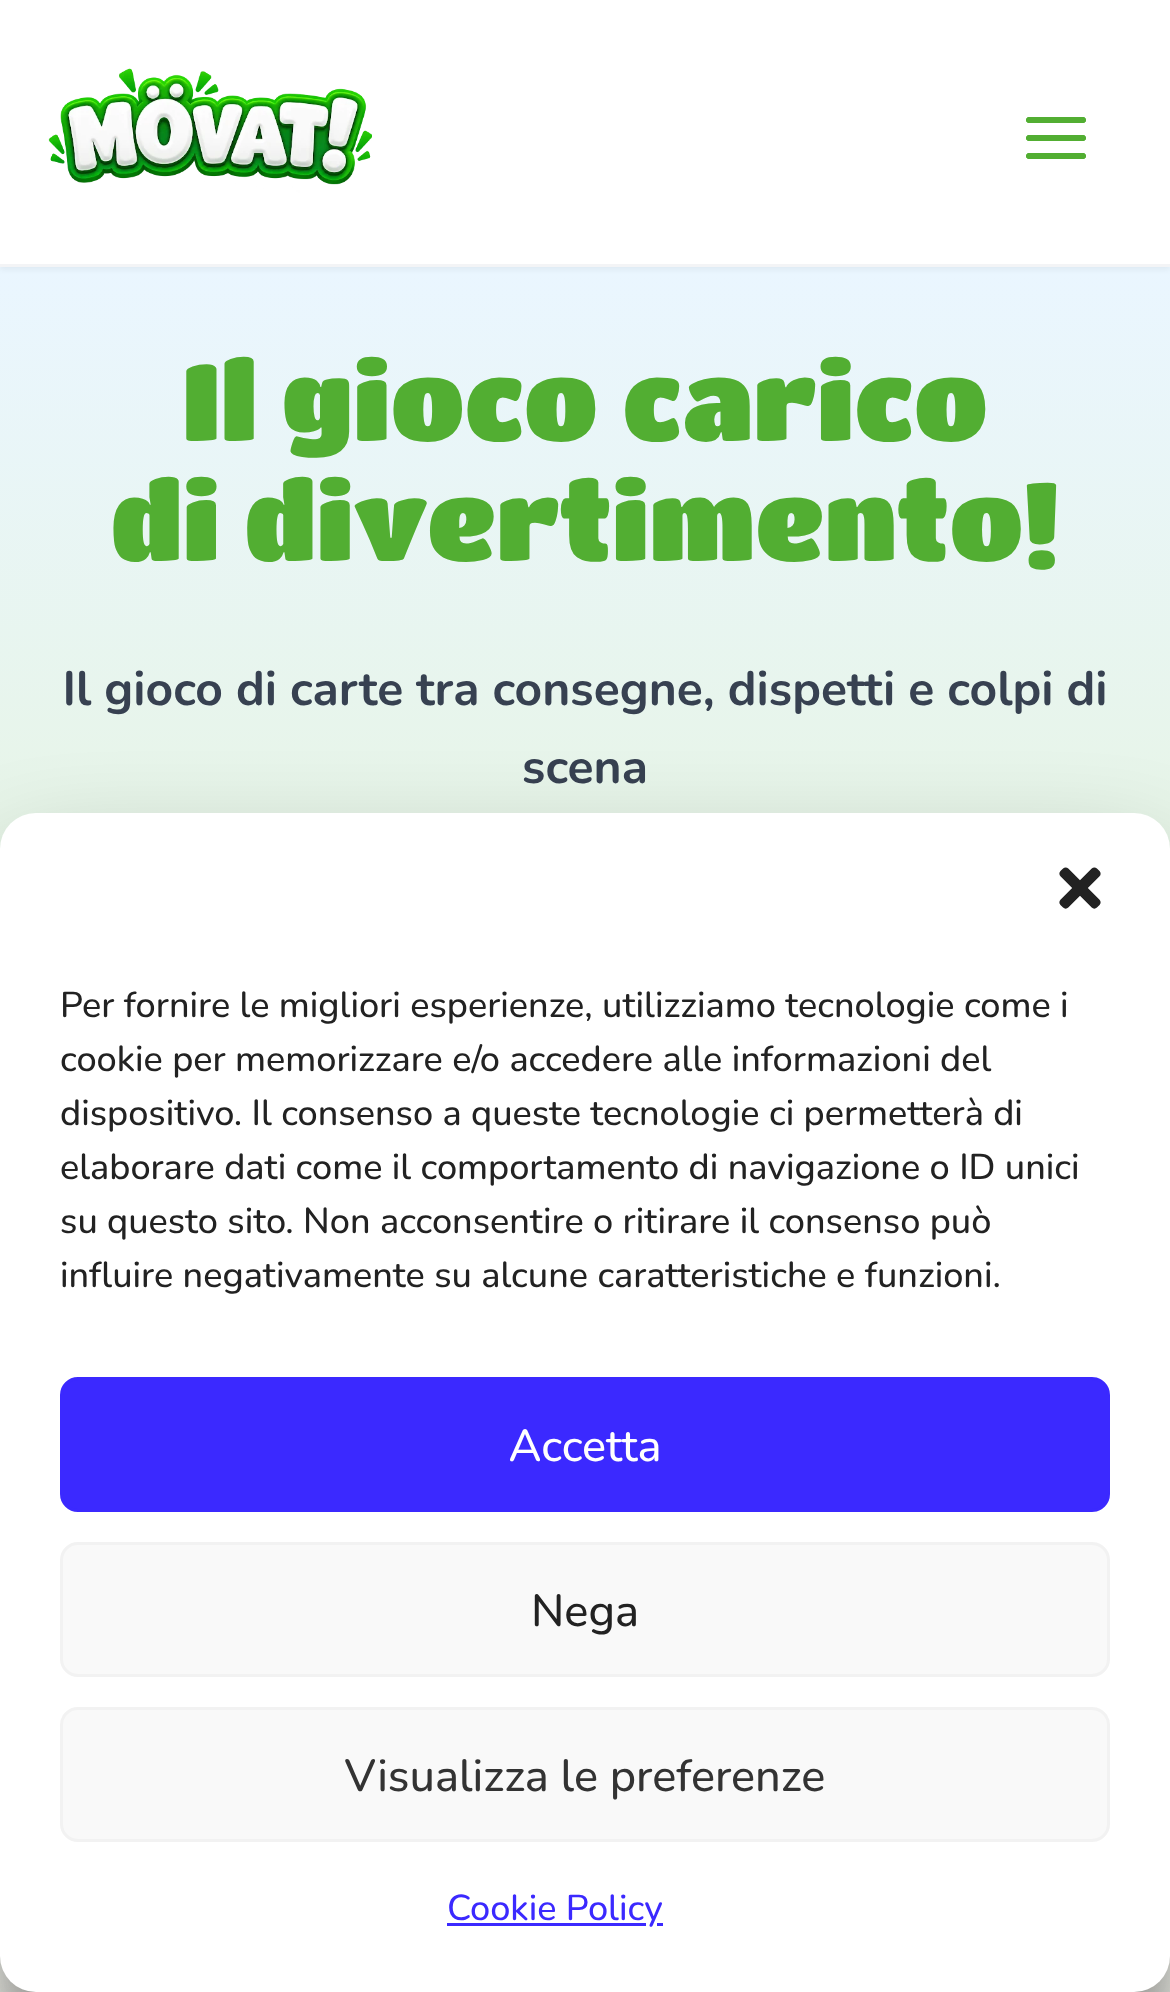 MÖVAT!
Il gioco carico
di divertimento!
Il gioco di carte tra consegne, dispetti e colpi di
scena
Per fornire le migliori esperienze, utilizziamo tecnologie come i
cookie per memorizzare e/o accedere alle informazioni del
dispositivo. Il consenso a queste tecnologie ci permetterà di
elaborare dati come il comportamento di navigazione o ID unici
su questo sito. Non acconsentire o ritirare il consenso può
influire negativamente su alcune caratteristiche e funzioni.
Accetta
Nega
Visualizza le preferenze
Cookie Policy